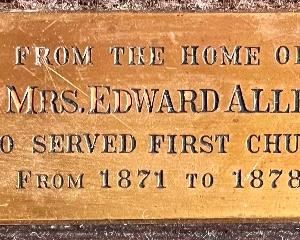 FROM THE HOME OF
MRS. EDWARD ALLE
O SERVED FIRST CHU
FROM 1871 TO 1878